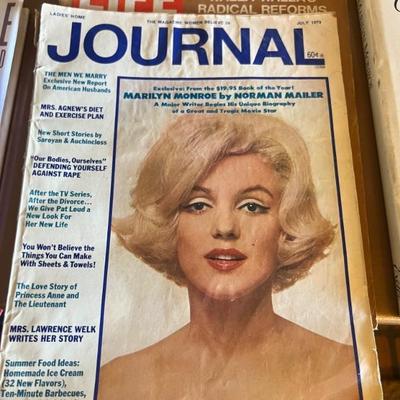 LIFE
RADICAL REFORMS
LADIES' HOME
THE MAGAZINE WOMEN BELIEVE IN
JULY 1973
JOURNAL
60¢
THE MEN WE MARRY
Exclusive New Report
On American Husbands
MRS. AGNEW'S DIET
AND EXERCISE PLAN
New Short Stories by
Saroyan & Auchincloss
"Our Bodies, Ourselves"
DEFENDING YOURSELF
AGAINST RAPE
After the TV Series,
After the Divorce...
We Give Pat Loud a
New Look For
Her New Life
You Won't Believe the
Things You Can Make
With Sheets & Towels!
The Love Story of
Princess Anne and
The Lieutenant
MRS. LAWRENCE WELK
WRITES HER STORY
Summer Food Ideas:
Homemade Ice Cream
(32 New Flavors),
Ten-Minute Barbecues,
Exclusive: From the $19.95 Book of the Year!
MARILYN MONROE by NORMAN MAILER
A Major Writer Begins His Unique Biography
of a Great and Tragic Movie Star